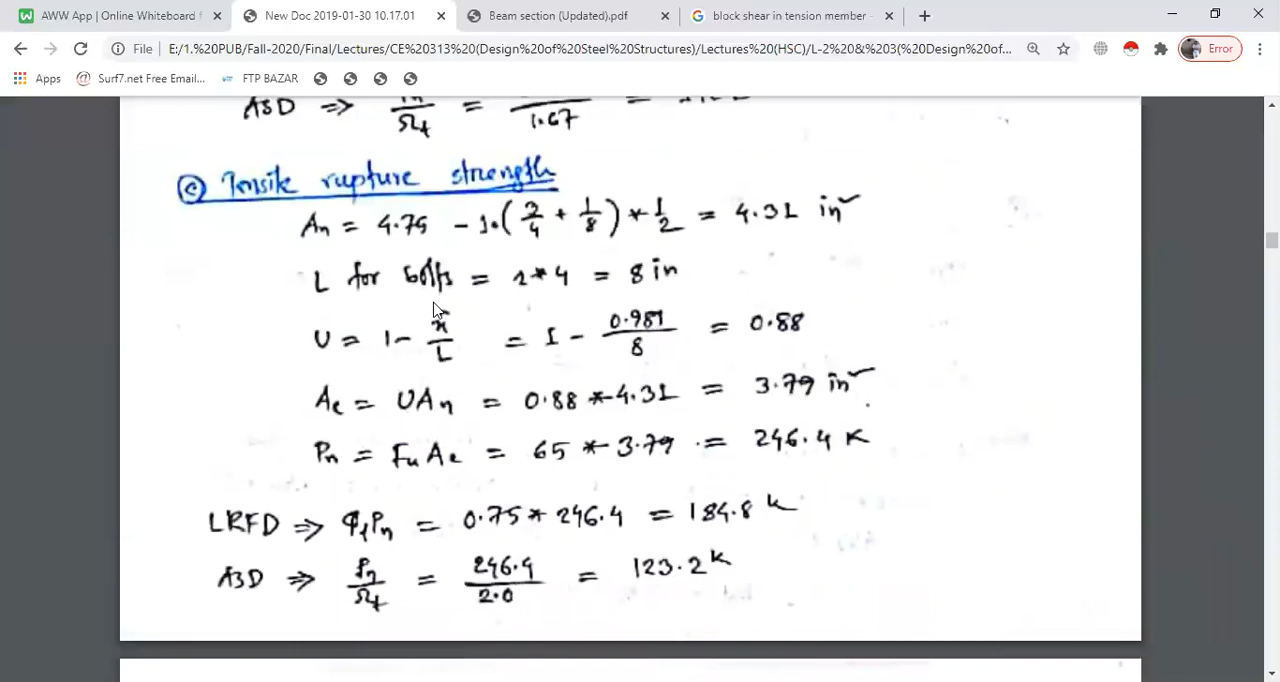 AWW App | Online Whiteboard f
New Doc 2019-01-30 10.17.01
Beam section (Updated).pdf
block shear in tension member -
File | E:/1.%20PUB/Fall-2020/Frnal/Lectures/CE%20313%20(Design%20of%20Steel%20Structures)/Lectures%20(HSC)/L-2%20&%203(%20Design%20of...
Error
Apps Surf7.net Free Email... FTP BAZAR
ASD ⇒ Pn/Ωt = /1.67 =
(c) Tensile rupture strength
An = 4.75 - 1.(3/4 + 1/8) * 1/2 = 4.31 in²
L for bolts = 2*4 = 8 in
U = 1 - x̄/L = 1 - 0.987/8 = 0.88
Ae = UAn = 0.88 * 4.31 = 3.79 in²
Pn = Fu Ae = 65 * 3.79 = 246.4 K
LRFD ⇒ ΦtPn = 0.75 * 246.4 = 184.8 k
ASD ⇒ Pn/Ωt = 246.4/2.0 = 123.2 k